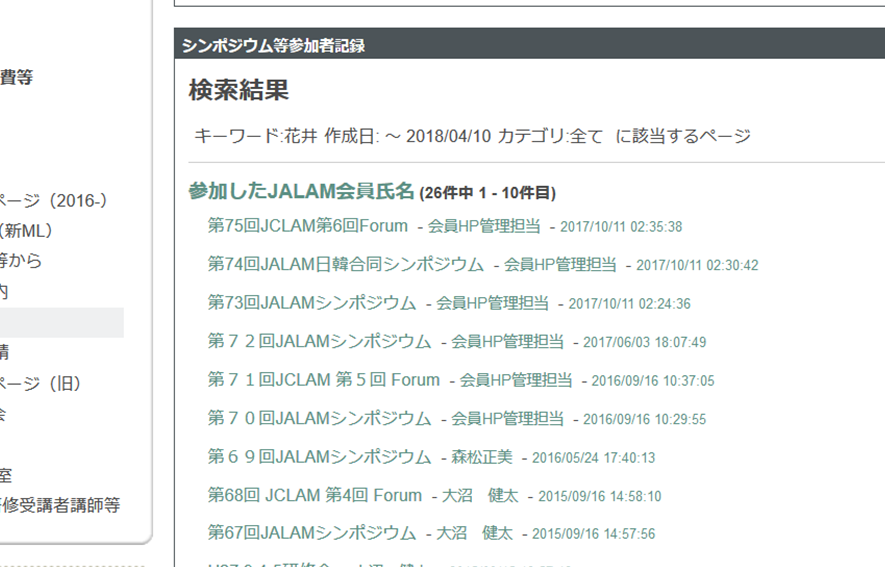 費等
ページ（2016-）
（新ML）
等から
内
請
ページ（旧）
会
室
研修受講者講師等
シンポジウム等参加者記録
検索結果
キーワード:花井 作成日: ～ 2018/04/10 カテゴリ:全て に該当するページ
参加したJALAM会員氏名 (26件中 1 - 10件目)
第75回JCLAM第6回Forum - 会員HP管理担当 - 2017/10/11 02:35:38
第74回JALAM日韓合同シンポジウム - 会員HP管理担当 - 2017/10/11 02:30:42
第73回JALAMシンポジウム - 会員HP管理担当 - 2017/10/11 02:24:36
第７２回JALAMシンポジウム - 会員HP管理担当 - 2017/06/03 18:07:49
第７１回JCLAM 第５回 Forum - 会員HP管理担当 - 2016/09/16 10:37:05
第７０回JALAMシンポジウム - 会員HP管理担当 - 2016/09/16 10:29:55
第６９回JALAMシンポジウム - 森松正美 - 2016/05/24 17:40:13
第68回 JCLAM 第4回 Forum - 大沼　健太 - 2015/09/16 14:58:10
第67回JALAMシンポジウム - 大沼　健太 - 2015/09/16 14:57:56